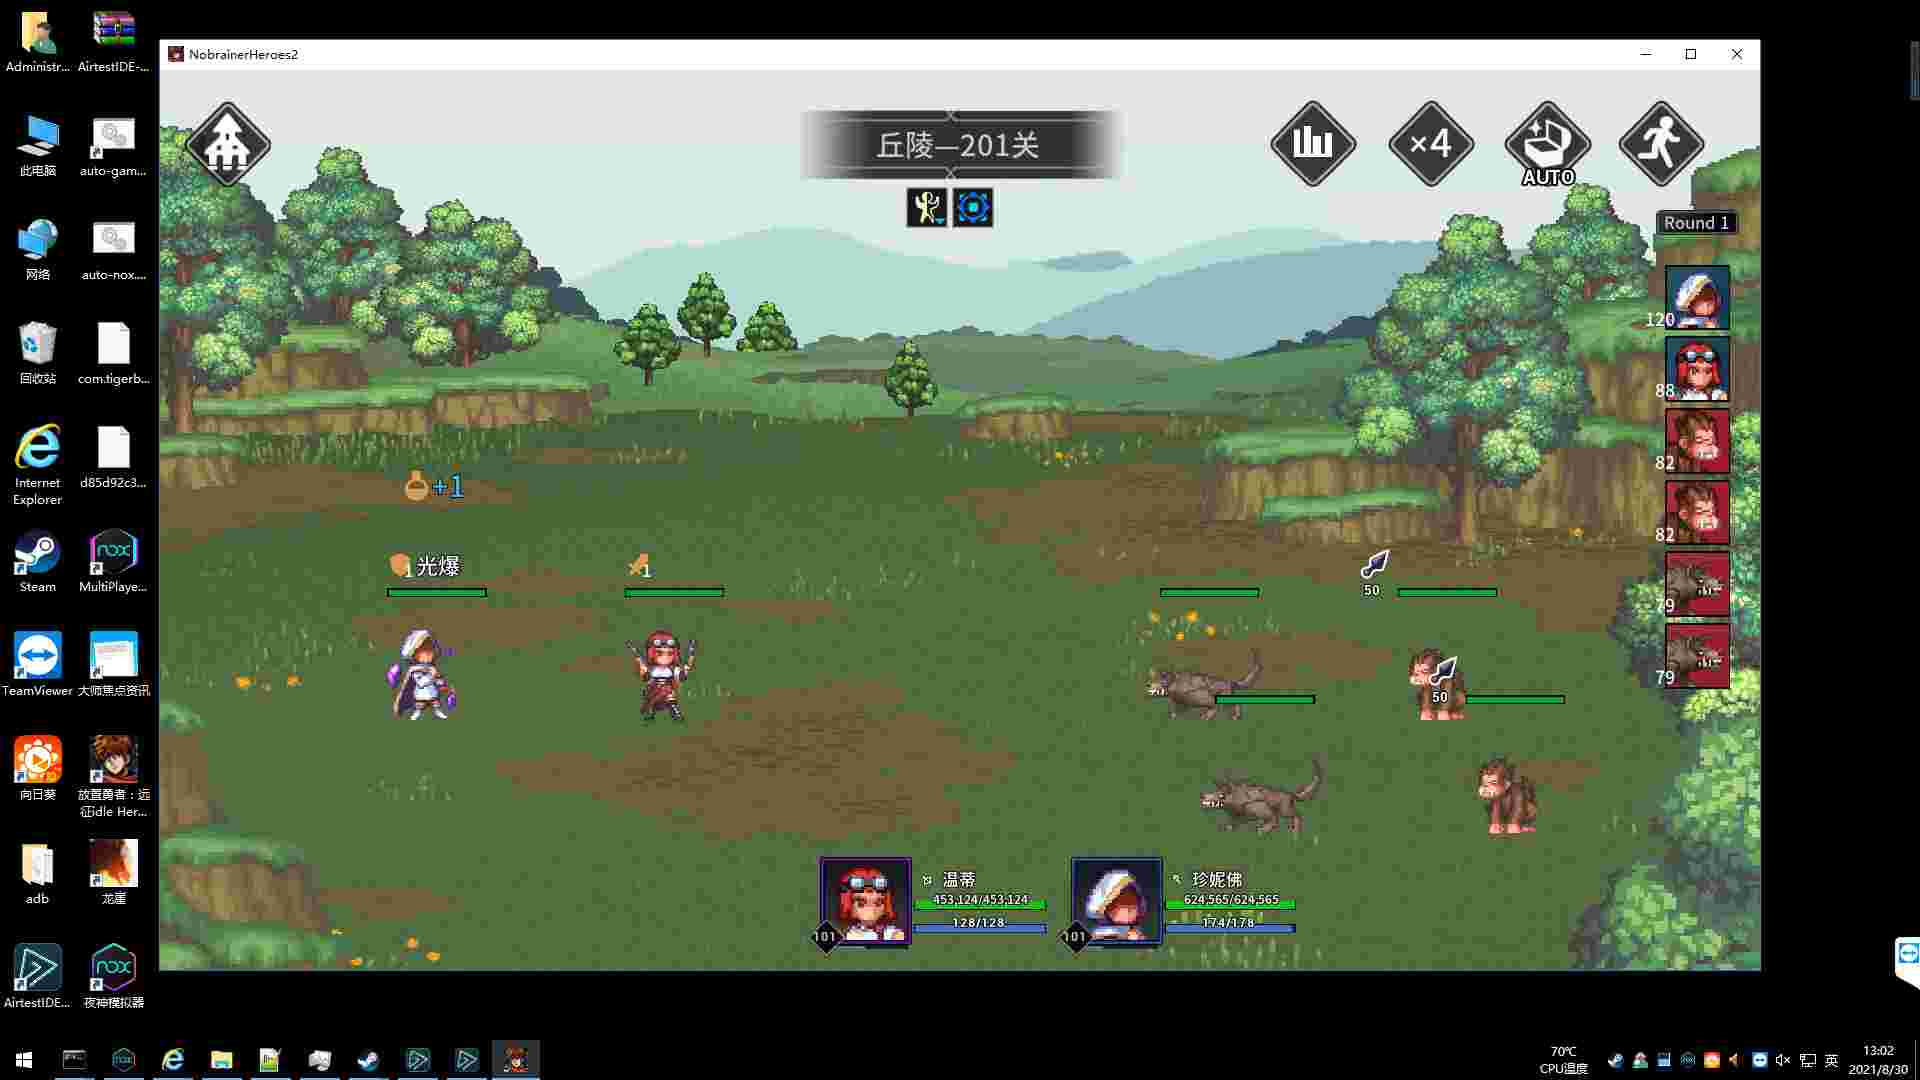 Administr...
AirtestIDE-...
此电脑
auto-gam...
网络
auto-nox....
回收站
com.tigerb...
Internet
Explorer
d85d92c3...
Steam
nox
MultiPlaye...
TeamViewer
大师焦点资讯
向日葵
放置勇者：远
征idle Her...
adb
龙崖
AirtestIDE...
nox
夜神模拟器
NobrainerHeroes2
丘陵—201关
×4
AUTO
Round 1
120
88
82
82
79
79
+1
1光爆
1
50
50
温蒂
453,124/453,124
128/128
101
珍妮佛
624,565/624,565
174/178
101
70℃
CPU温度
英
13:02
2021/8/30